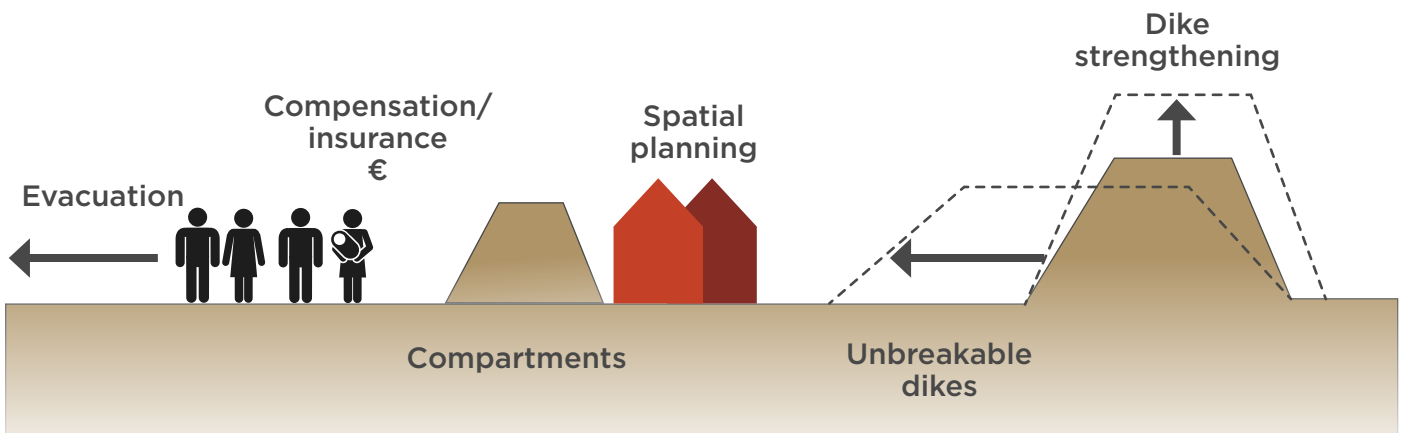 Evacuation
Compensation/
insurance
€
Compartments
Spatial
planning
Unbreakable
dikes
Dike
strengthening